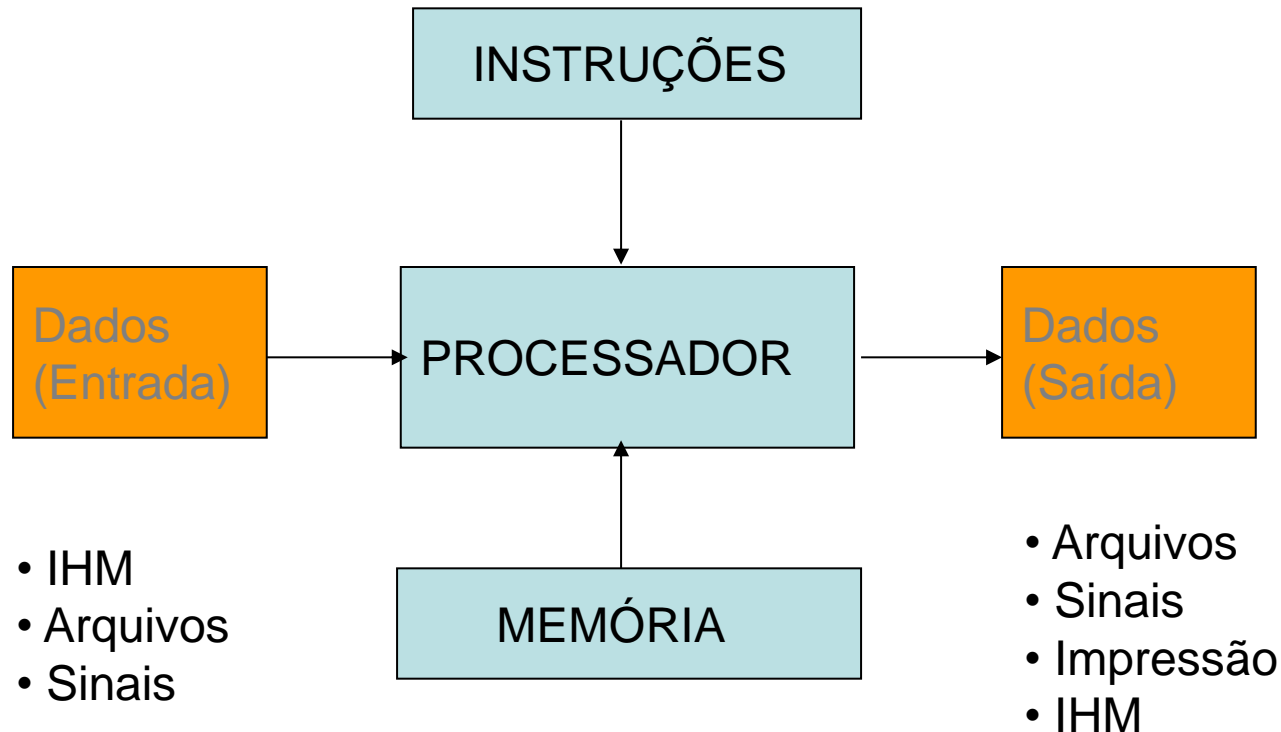 INSTRUÇÕES
Dados
(Entrada)
PROCESSADOR
Dados
(Saída)
MEMÓRIA
• IHM
• Arquivos
• Sinais
• Arquivos
• Sinais
• Impressão
• IHM